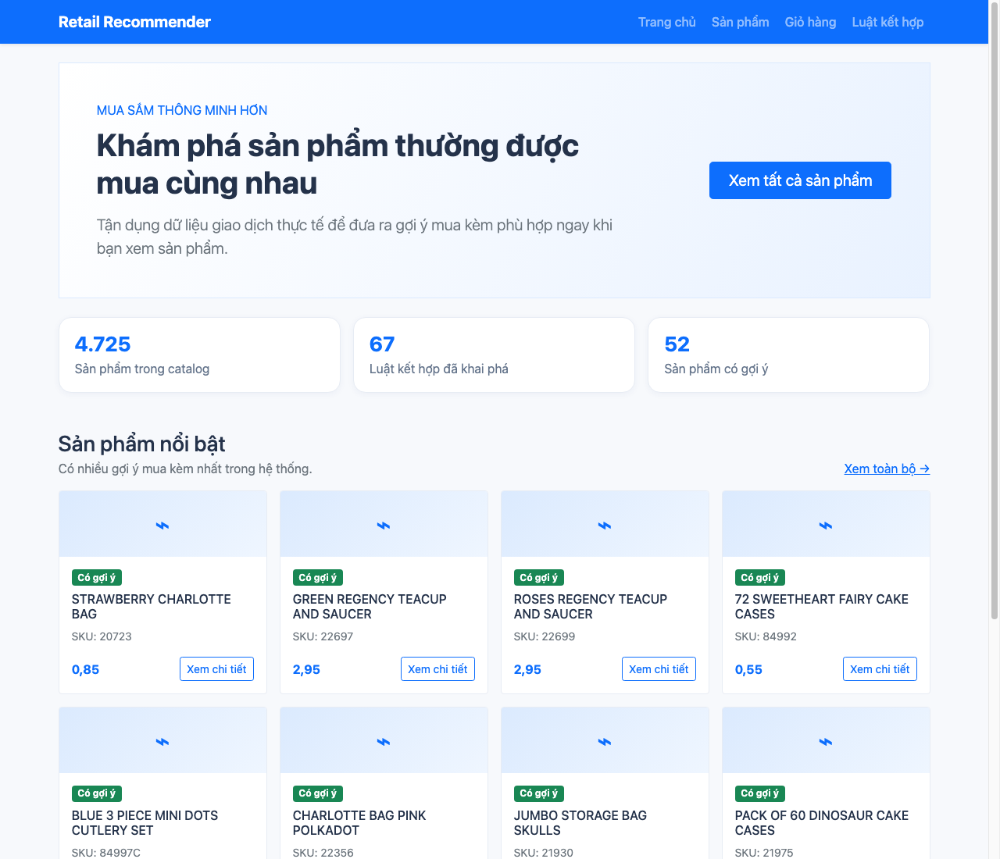 Retail Recommender
Trang chủ Sản phẩm Giỏ hàng Luật kết hợp
MUA SẮM THÔNG MINH HƠN
Khám phá sản phẩm thường được
mua cùng nhau
Tận dụng dữ liệu giao dịch thực tế để đưa ra gợi ý mua kèm phù hợp ngay khi
bạn xem sản phẩm.
Xem tất cả sản phẩm
4.725
Sản phẩm trong catalog
67
Luật kết hợp đã khai phá
52
Sản phẩm có gợi ý
Sản phẩm nổi bật
Có nhiều gợi ý mua kèm nhất trong hệ thống.
Xem toàn bộ →
Có gợi ý
STRAWBERRY CHARLOTTE
BAG
SKU: 20723
0,85
Xem chi tiết
Có gợi ý
GREEN REGENCY TEACUP
AND SAUCER
SKU: 22697
2,95
Xem chi tiết
Có gợi ý
ROSES REGENCY TEACUP
AND SAUCER
SKU: 22699
2,95
Xem chi tiết
Có gợi ý
72 SWEETHEART FAIRY CAKE
CASES
SKU: 84992
0,55
Xem chi tiết
Có gợi ý
BLUE 3 PIECE MINI DOTS
CUTLERY SET
SKU: 84997C
Có gợi ý
CHARLOTTE BAG PINK
POLKADOT
SKU: 22356
Có gợi ý
JUMBO STORAGE BAG
SKULLS
SKU: 21930
Có gợi ý
PACK OF 60 DINOSAUR CAKE
CASES
SKU: 21975